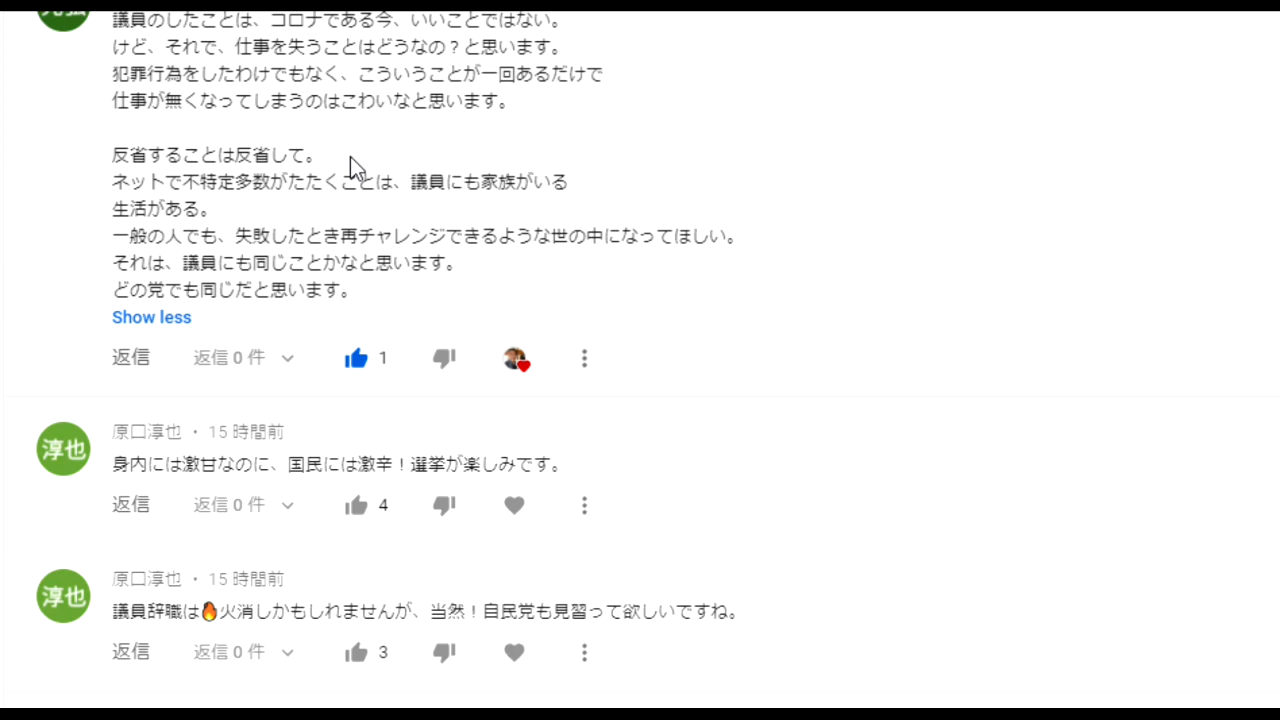 議員のしたことは、コロナである今、いいことではない。
けど、それで、仕事を失うことはどうなの？と思います。
犯罪行為をしたわけでもなく、こういうことが一回あるだけで
仕事が無くなってしまうのはこわいなと思います。
反省することは反省して。
ネットで不特定多数がたたくことは、議員にも家族がいる
生活がある。
一般の人でも、失敗したとき再チャレンジできるような世の中になってほしい。
それは、議員にも同じことかなと思います。
どの党でも同じだと思います。
Show less
返信 返信 0 件 1
淳也 原口淳也 ・ 15 時間前
身内には激甘なのに、国民には激辛！選挙が楽しみです。
返信 返信 0 件 4
淳也 原口淳也 ・ 15 時間前
議員辞職は🔥火消しかもしれませんが、当然！自民党も見習って欲しいですね。
返信 返信 0 件 3